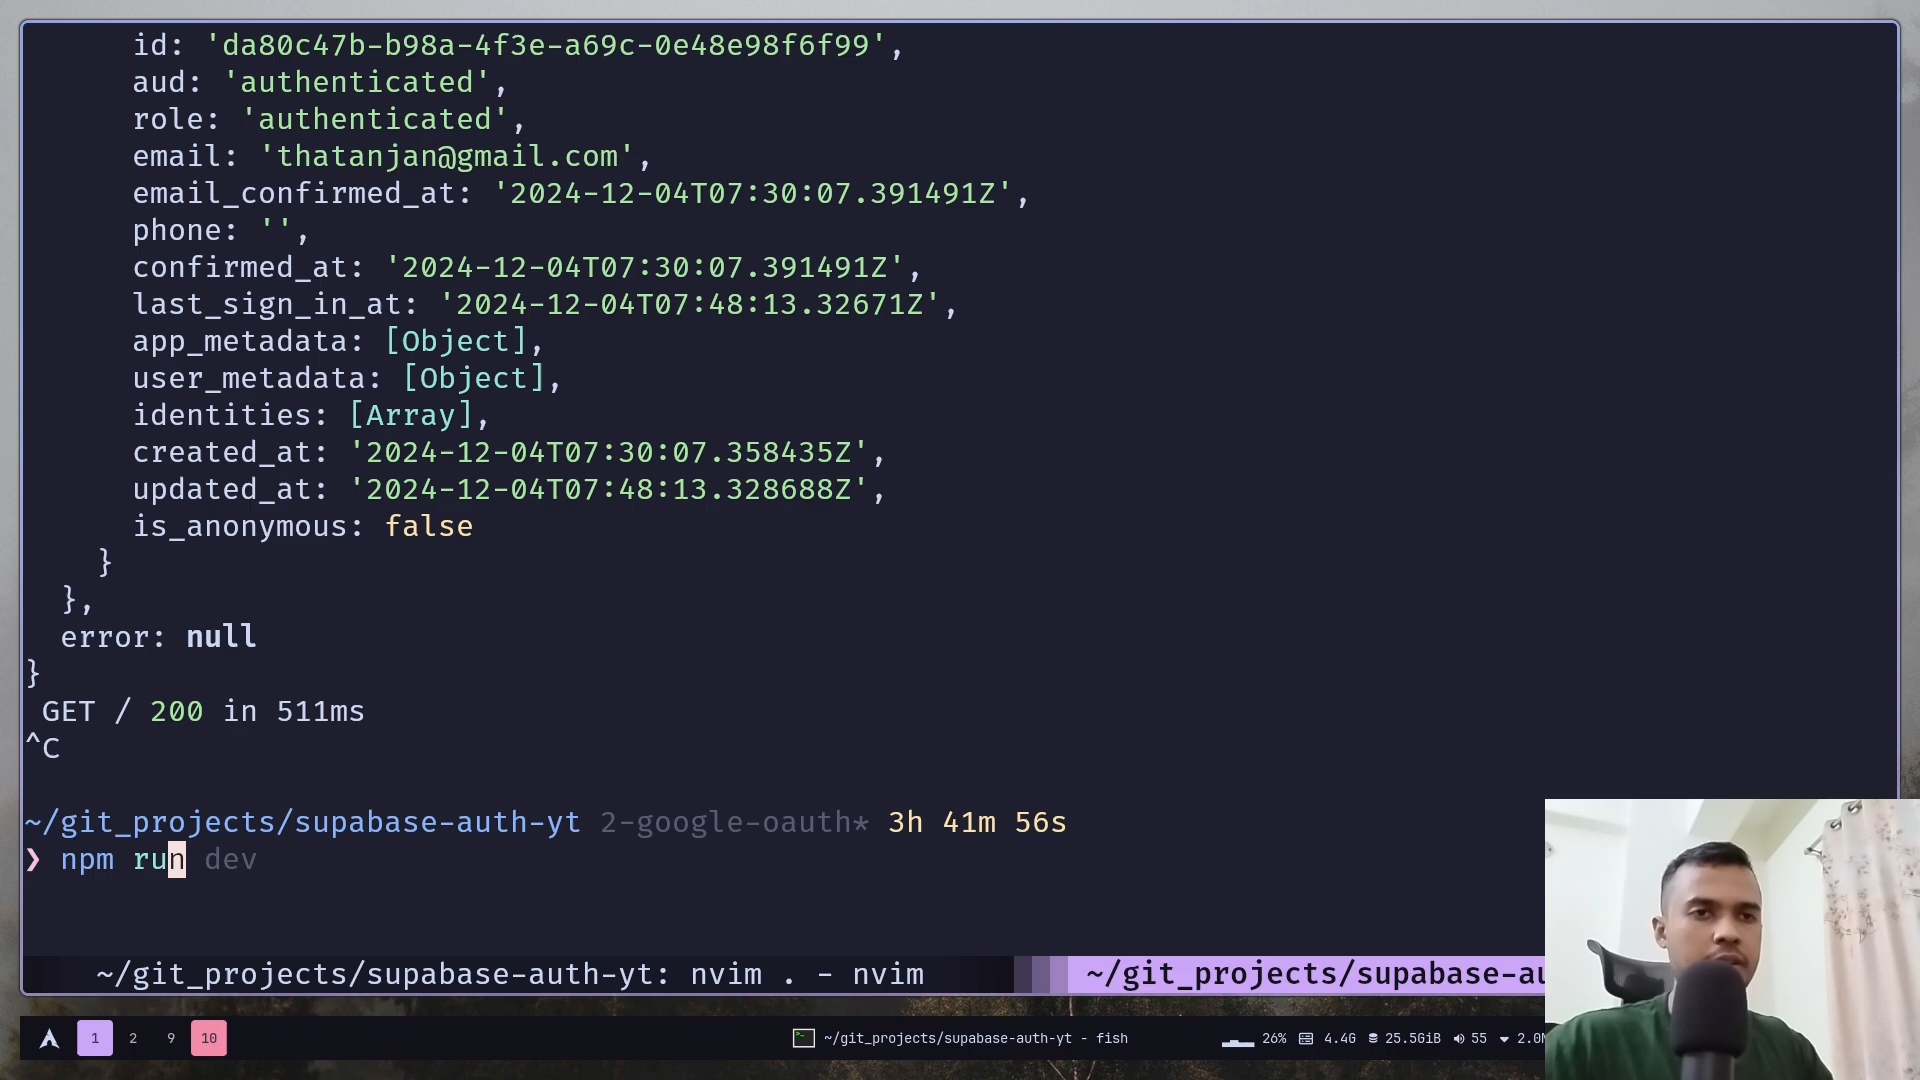 id: 'da80c47b-b98a-4f3e-a69c-0e48e98f6f99',
aud: 'authenticated',
role: 'authenticated',
email: 'thatanjan@gmail.com',
email_confirmed_at: '2024-12-04T07:30:07.391491Z',
phone: '',
confirmed_at: '2024-12-04T07:30:07.391491Z',
last_sign_in_at: '2024-12-04T07:48:13.32671Z',
app_metadata: [Object],
user_metadata: [Object],
identities: [Array],
created_at: '2024-12-04T07:30:07.358435Z',
updated_at: '2024-12-04T07:48:13.328688Z',
is_anonymous: false
}
},
error: null
}
GET / 200 in 511ms
^C
~/git_projects/supabase-auth-yt 2-google-oauth* 3h 41m 56s
❯ npm run dev
~/git_projects/supabase-auth-yt: nvim . - nvim ~/git_projects/supabase-au
1 2 9 10 ~/git_projects/supabase-auth-yt - fish 26% 4.4G 25.5GiB 55 2.0